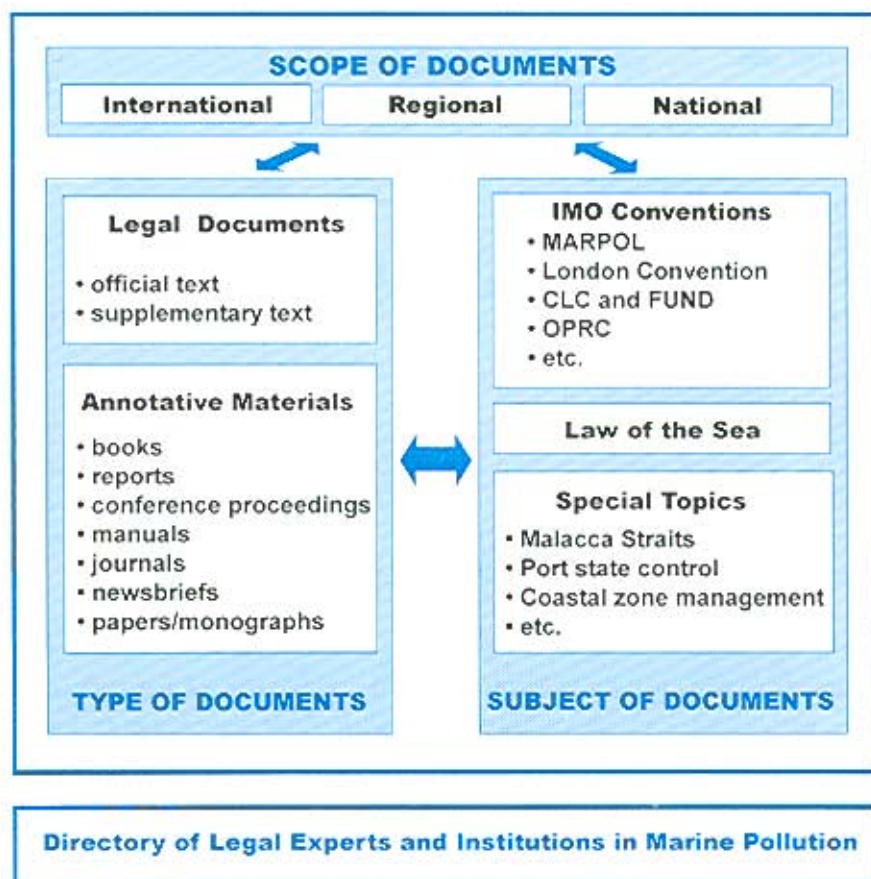 SCOPE OF DOCUMENTS
International
Regional
National
Legal Documents
• official text
• supplementary text
Annotative Materials
• books
• reports
• conference proceedings
• manuals
• journals
• newsbriefs
• papers/monographs
TYPE OF DOCUMENTS
IMO Conventions
• MARPOL
• London Convention
• CLC and FUND
• OPRC
• etc.
Law of the Sea
Special Topics
• Malacca Straits
• Port state control
• Coastal zone management
• etc.
SUBJECT OF DOCUMENTS
Directory of Legal Experts and Institutions in Marine Pollution